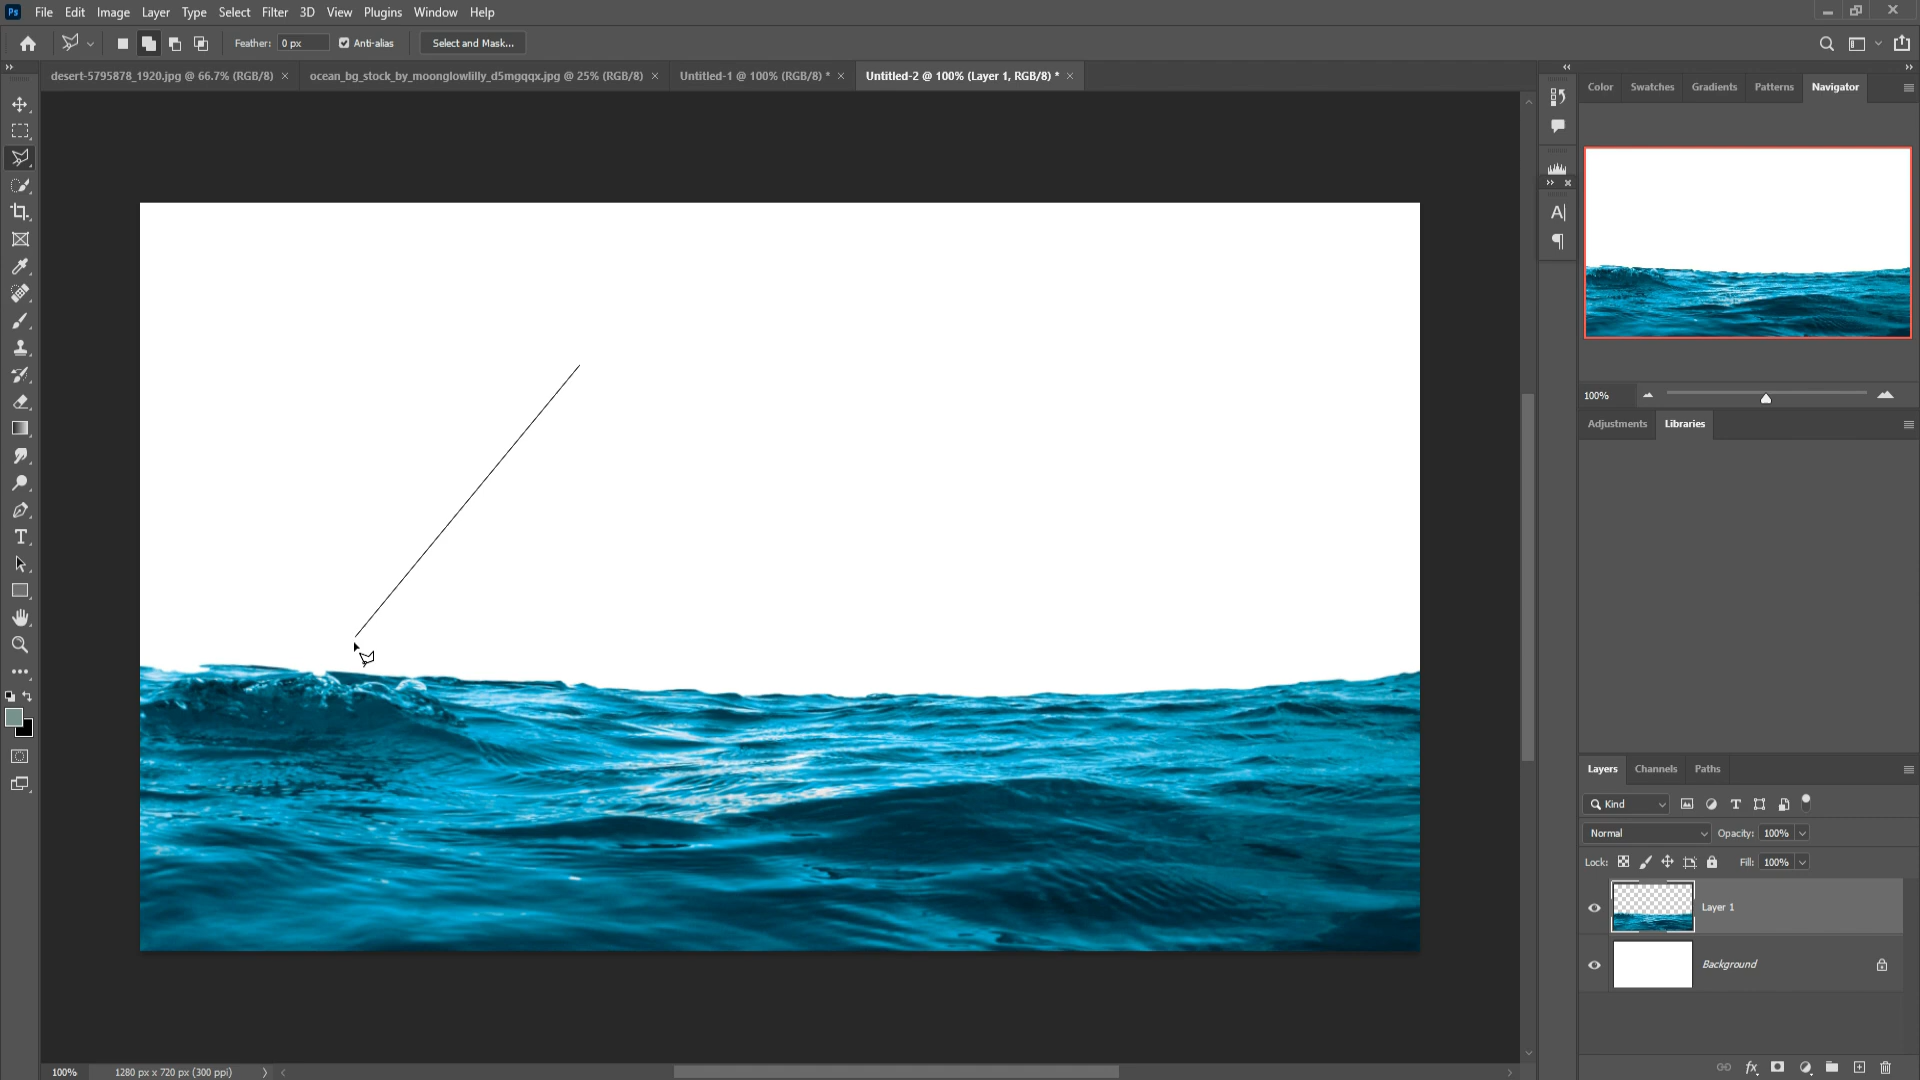 Ps File Edit Image Layer Type Select Filter 3D View Plugins Window Help
Feather: 0 px Anti-alias Select and Mask...
desert-5795878_1920.jpg @ 66.7% (RGB/8) × ocean_bg_stock_by_moonglowlilly_d5mgqqx.jpg @ 25% (RGB/8) × Untitled-1 @ 100% (RGB/8) * × Untitled-2 @ 100% (Layer 1, RGB/8) * ×
Color Swatches Gradients Patterns Navigator
100%
Adjustments Libraries
Layers Channels Paths
Kind
Normal Opacity: 100%
Lock: Fill: 100%
Layer 1
Background
100% 1280 px x 720 px (300 ppi)